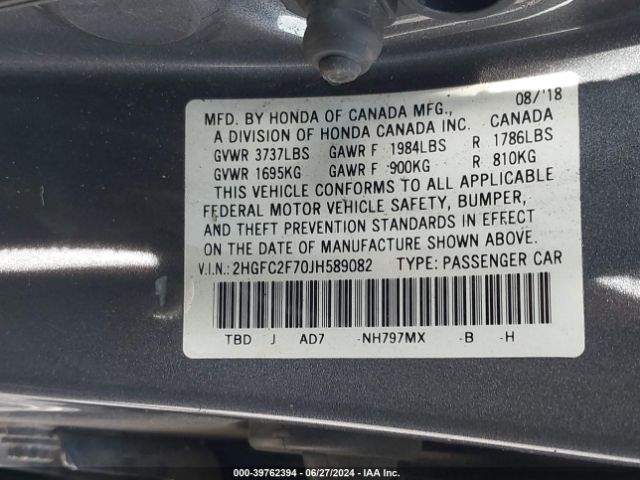 MFD. BY HONDA OF CANADA MFG., 08/'18
A DIVISION OF HONDA CANADA INC. CANADA
GVWR 3737LBS GAWR F 1984LBS R 1786LBS
GVWR 1695KG GAWR F 900KG R 810KG
THIS VEHICLE CONFORMS TO ALL APPLICABLE
FEDERAL MOTOR VEHICLE SAFETY, BUMPER,
AND THEFT PREVENTION STANDARDS IN EFFECT
ON THE DATE OF MANUFACTURE SHOWN ABOVE.
V.I.N.: 2HGFC2F70JH589082 TYPE: PASSENGER CAR
TBD J AD7 -NH797MX -B -H
000-39762394 | 06/27/2024 | IAA Inc.